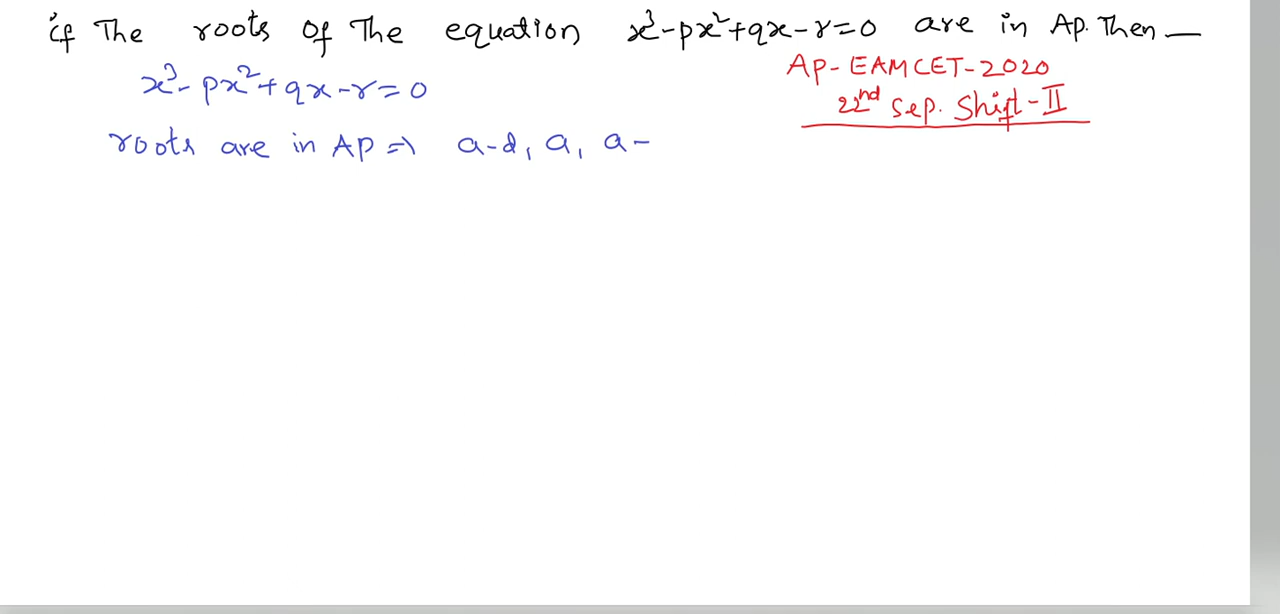 if The roots of The equation x³-px²+qx-r=0 are in Ap. Then —
AP-EAMCET-2020
22nd Sep. Shift-II
x³-px²+qx-r=0
roots are in AP ⇒ a-d, a, a-